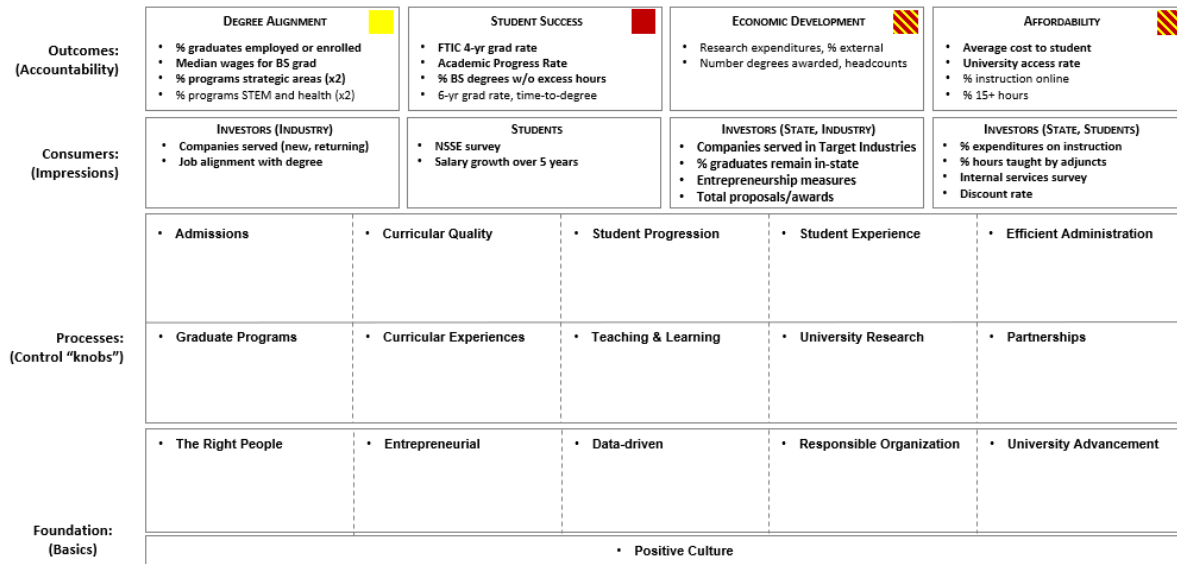 Outcomes:
(Accountability)
DEGREE ALIGNMENT
• % graduates employed or enrolled
• Median wages for BS grad
• % programs strategic areas (x2)
• % programs STEM and health (x2)
STUDENT SUCCESS
• FTIC 4-yr grad rate
• Academic Progress Rate
• % BS degrees w/o excess hours
• 6-yr grad rate, time-to-degree
ECONOMIC DEVELOPMENT
• Research expenditures, % external
• Number degrees awarded, headcounts
AFFORDABILITY
• Average cost to student
• University access rate
• % instruction online
• % 15+ hours
Consumers:
(Impressions)
INVESTORS (INDUSTRY)
• Companies served (new, returning)
• Job alignment with degree
STUDENTS
• NSSE survey
• Salary growth over 5 years
INVESTORS (STATE, INDUSTRY)
• Companies served in Target Industries
• % graduates remain in-state
• Entrepreneurship measures
• Total proposals/awards
INVESTORS (STATE, STUDENTS)
• % expenditures on instruction
• % hours taught by adjuncts
• Internal services survey
• Discount rate
Processes:
(Control “knobs”)
• Admissions
• Curricular Quality
• Student Progression
• Student Experience
• Efficient Administration
• Graduate Programs
• Curricular Experiences
• Teaching & Learning
• University Research
• Partnerships
Foundation:
(Basics)
• The Right People
• Entrepreneurial
• Data-driven
• Responsible Organization
• University Advancement
• Positive Culture